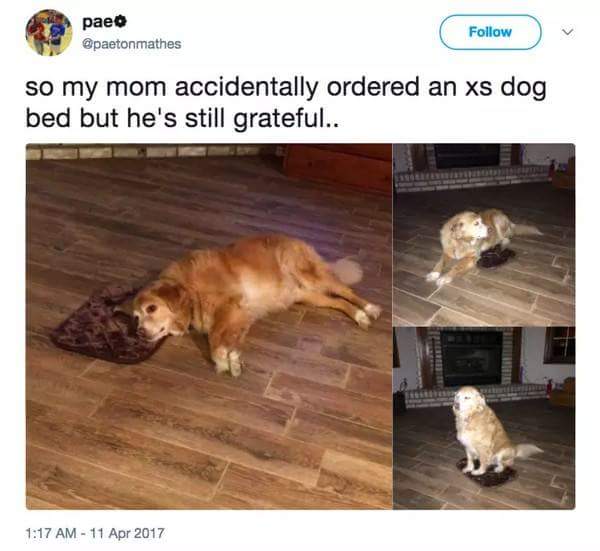 pae
@paetonmathes
Follow
so my mom accidentally ordered an xs dog
bed but he's still grateful..
1:17 AM - 11 Apr 2017